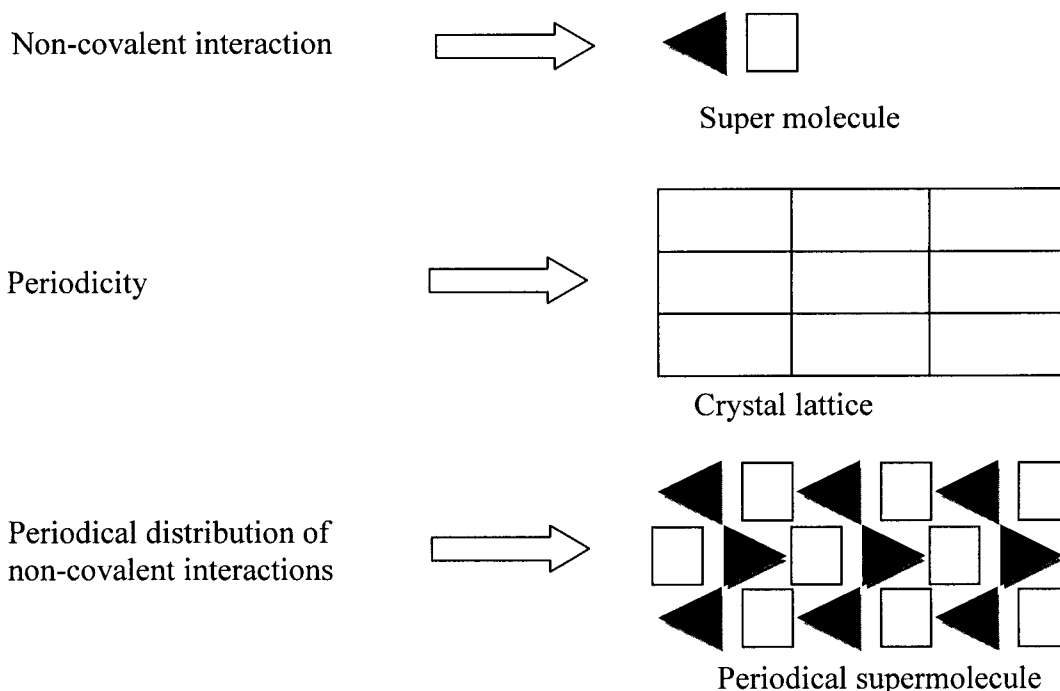 Non-covalent interaction
Super molecule
Periodicity
Crystal lattice
Periodical distribution of
non-covalent interactions
Periodical supermolecule